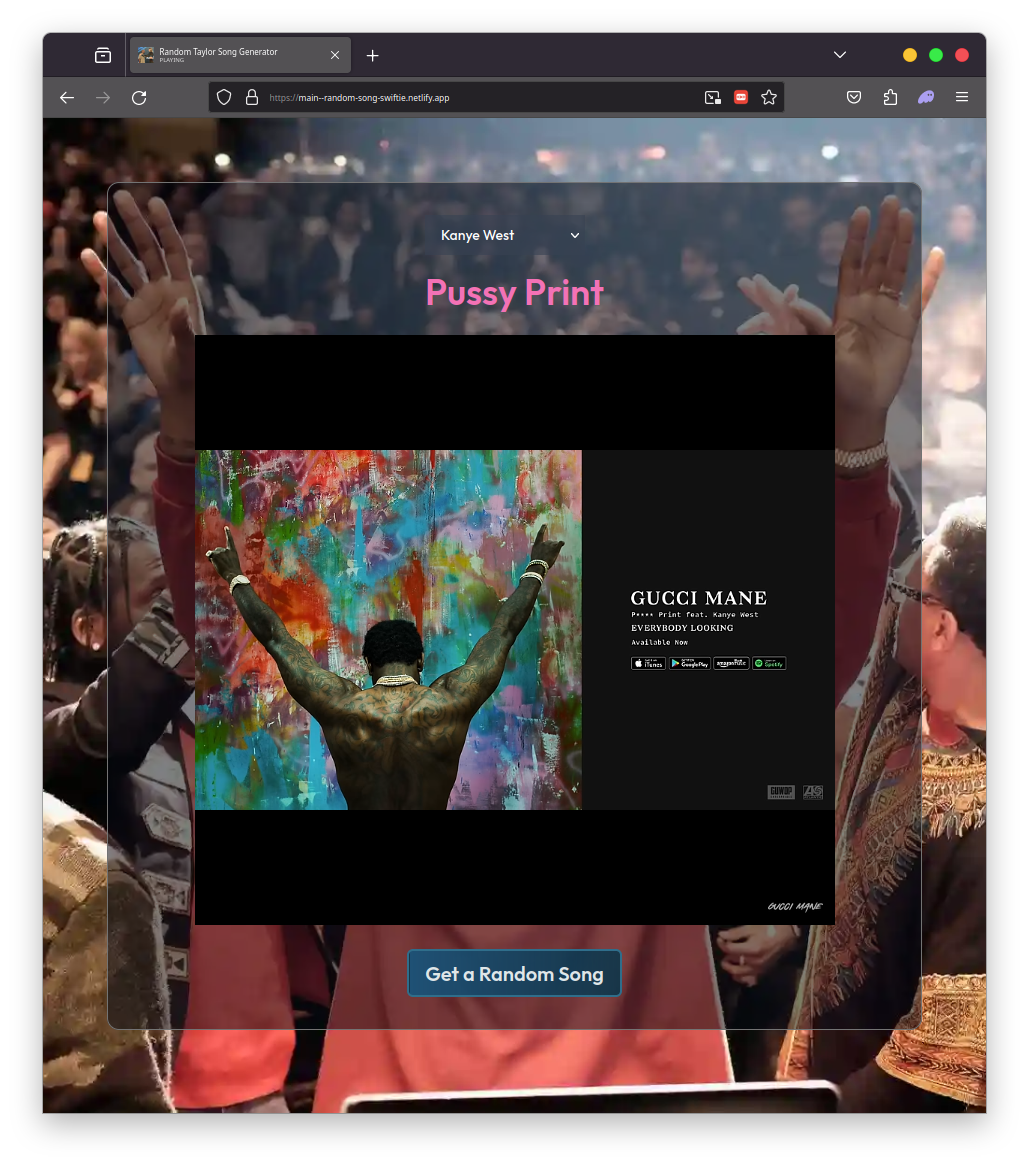 Random Taylor Song Generator
PLAYING
https://main--random-song-swiftie.netlify.app
Kanye West
Pussy Print
GUCCI MANE
P**** Print feat. Kanye West
EVERYBODY LOOKING
Available Now
iTunes Google Play amazon Spotify
GUWOP
GUCCI MANE
Get a Random Song